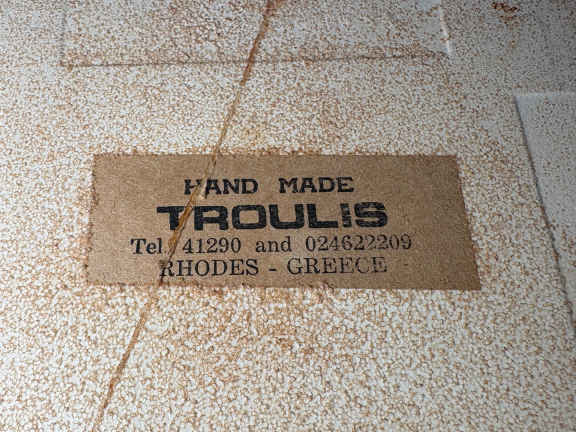 HAND MADE
TROULIS
Tel. 41290 and 024622209
RHODES - GREECE